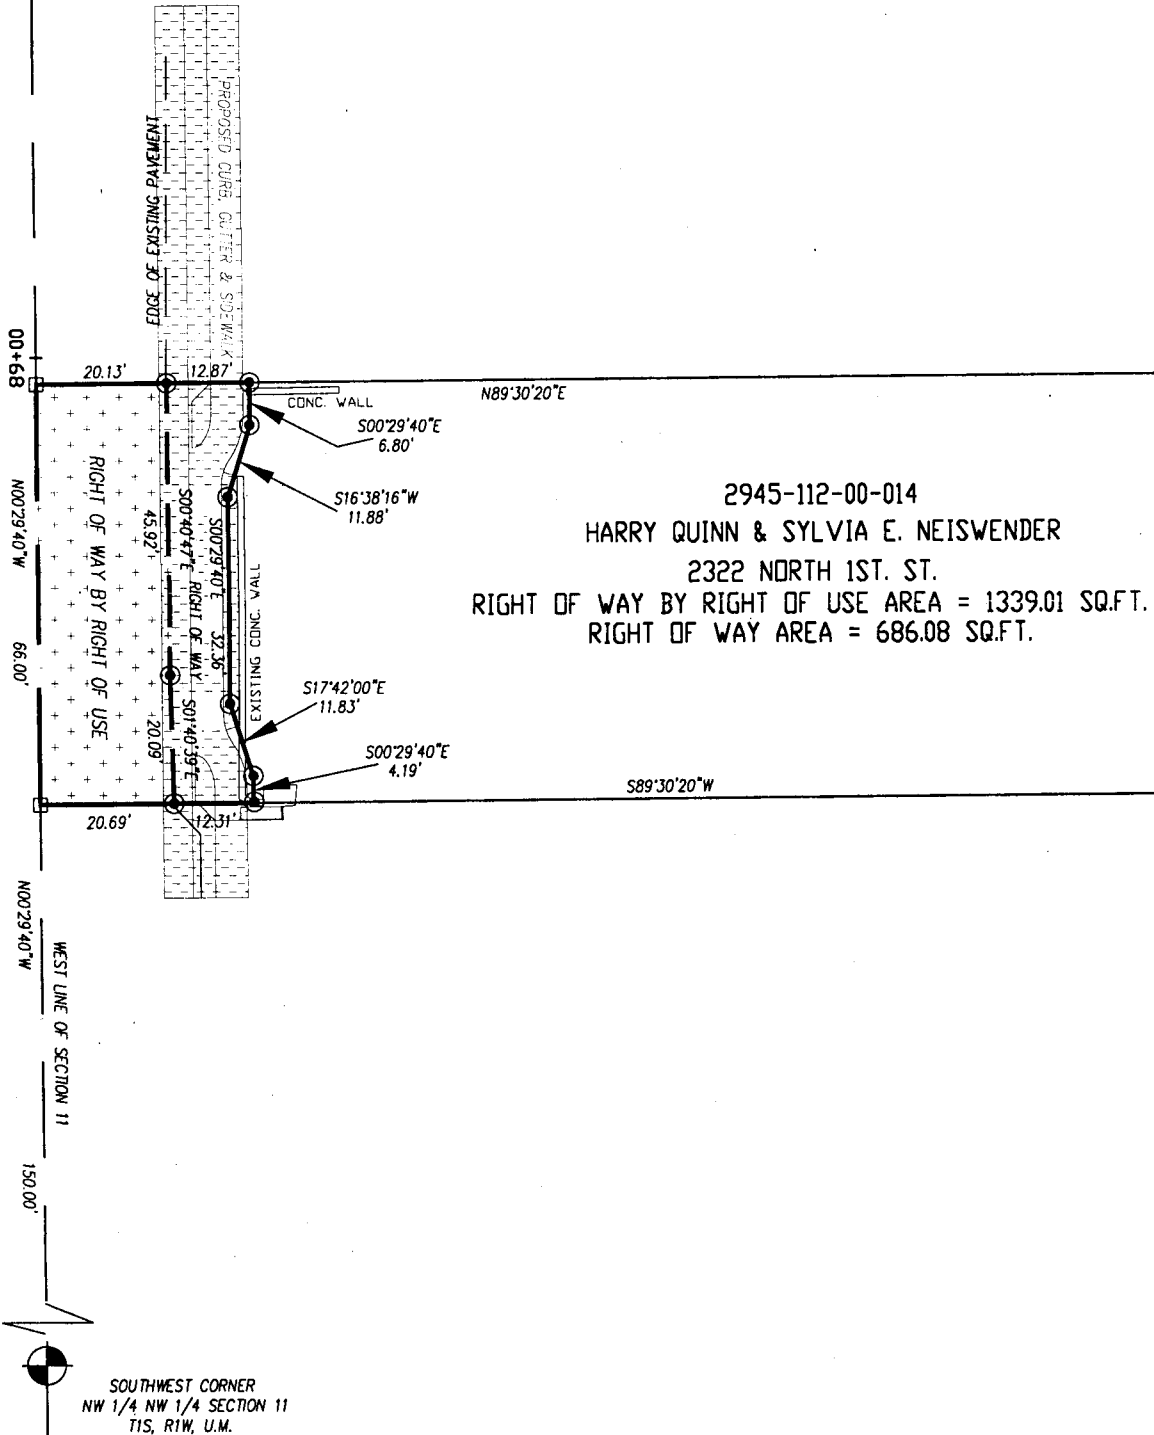 EDGE OF EXISTING PAVEMENT
PROPOSED CURB, GUTTER & SIDEWALK
89+00
20.13'
12.87'
N89°30'20"E
CONC. WALL
S00°29'40"E
6.80'
S16°38'16"W
11.88'
2945-112-00-014
HARRY QUINN & SYLVIA E. NEISWENDER
2322 NORTH 1ST. ST.
RIGHT OF WAY BY RIGHT OF USE AREA = 1339.01 SQ.FT.
RIGHT OF WAY AREA = 686.08 SQ.FT.
N00°29'40"W 66.00'
RIGHT OF WAY BY RIGHT OF USE
45.92'
S00°40'47"E
RIGHT OF WAY
S00°29'40"E 32.36'
EXISTING CONC. WALL
20.09'
S01°40'39"E
S17°42'00"E
11.83'
S00°29'40"E
4.19'
S89°30'20"W
20.69'
12.31'
N00°29'40"W
WEST LINE OF SECTION 11
150.00'
SOUTHWEST CORNER
NW 1/4 NW 1/4 SECTION 11
T1S, R1W, U.M.